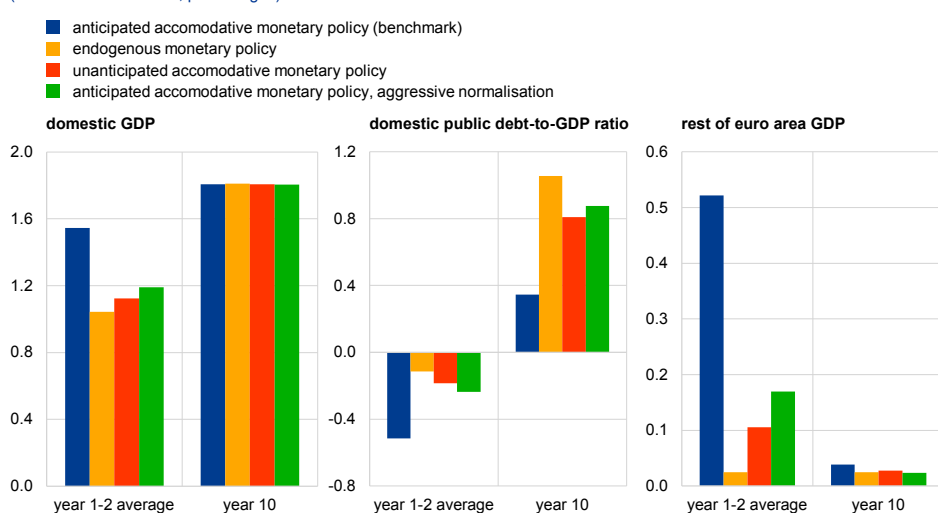 anticipated accomodative monetary policy (benchmark)
endogenous monetary policy
unanticipated accomodative monetary policy
anticipated accomodative monetary policy, aggressive normalisation
domestic GDP
2.0
1.6
1.2
0.8
0.4
0.0
year 1-2 average year 10
domestic public debt-to-GDP ratio
1.2
0.8
0.4
0.0
-0.4
-0.8
year 1-2 average year 10
rest of euro area GDP
0.6
0.5
0.4
0.3
0.2
0.1
0.0
year 1-2 average year 10